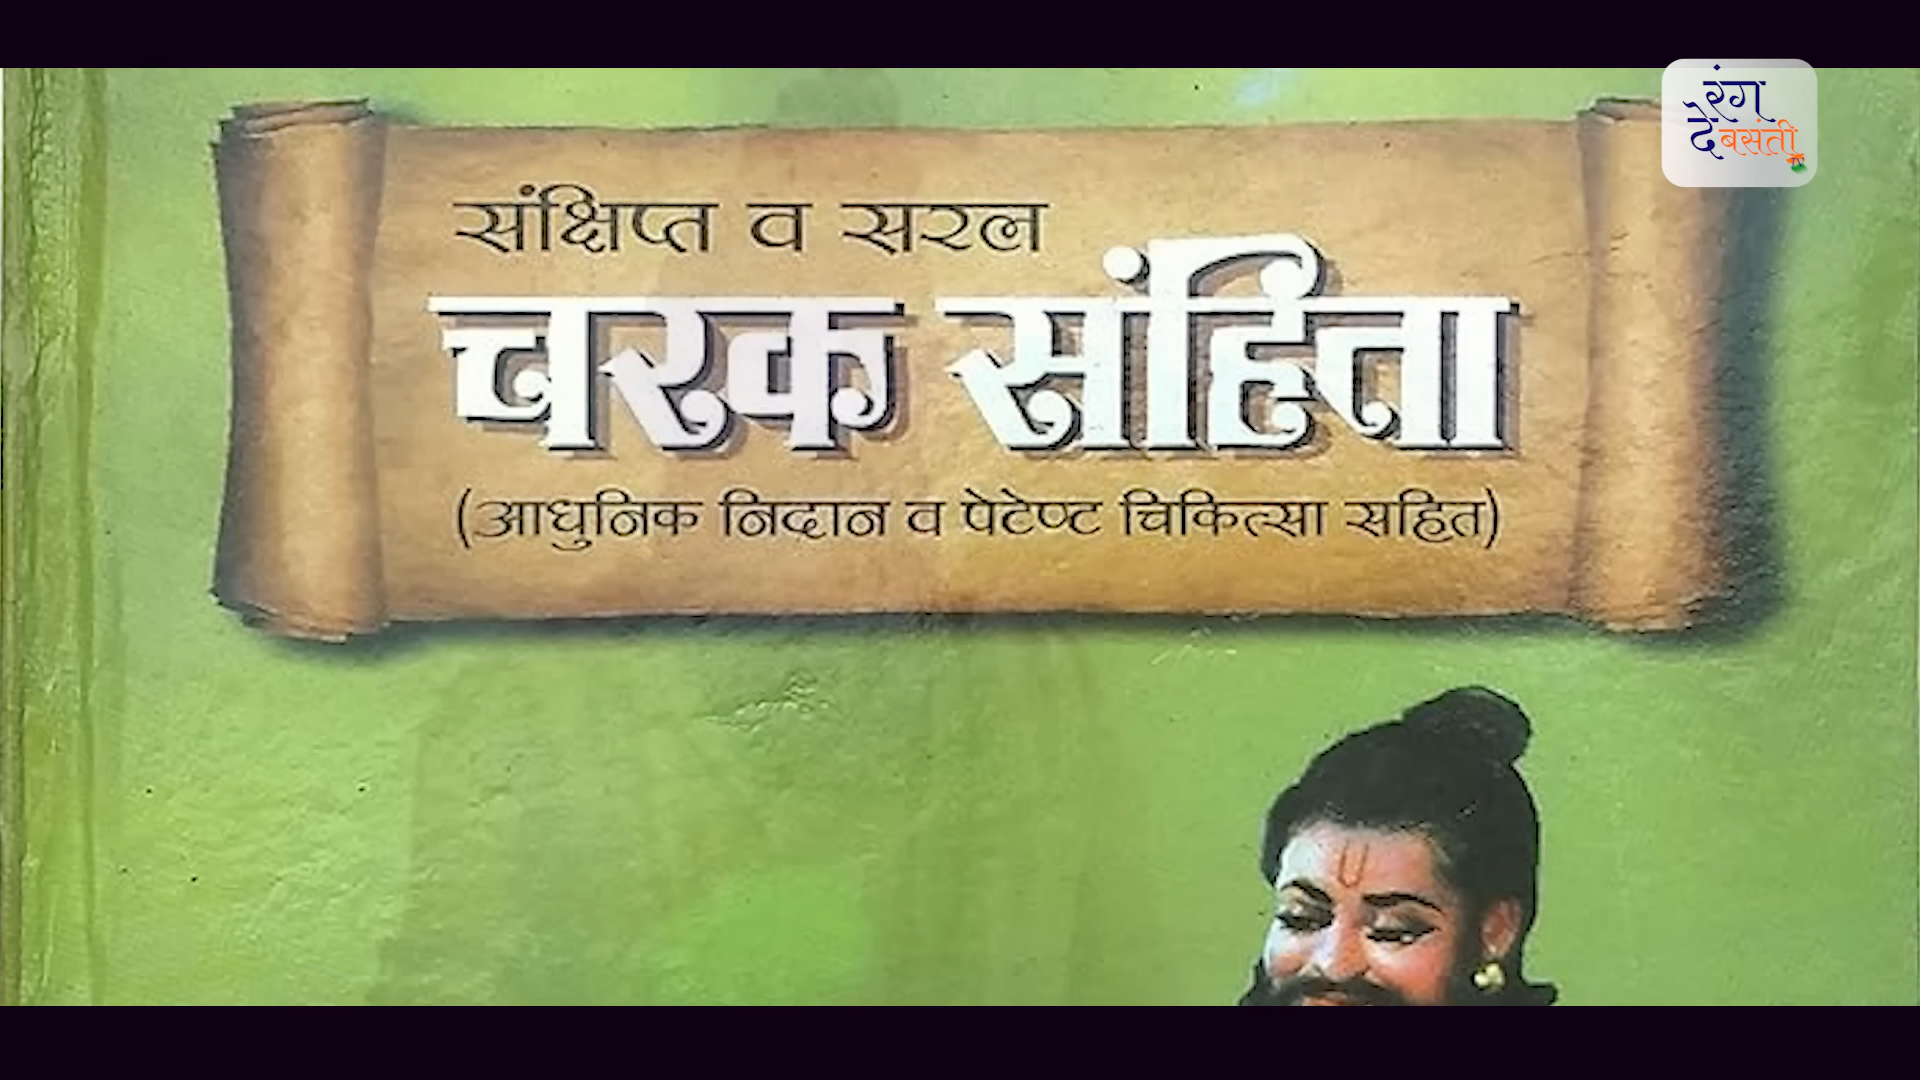 रंग
दे बसंती
संक्षिप्त व सरल
चरक संहिता
(आधुनिक निदान व पेटेण्ट चिकित्सा सहित)